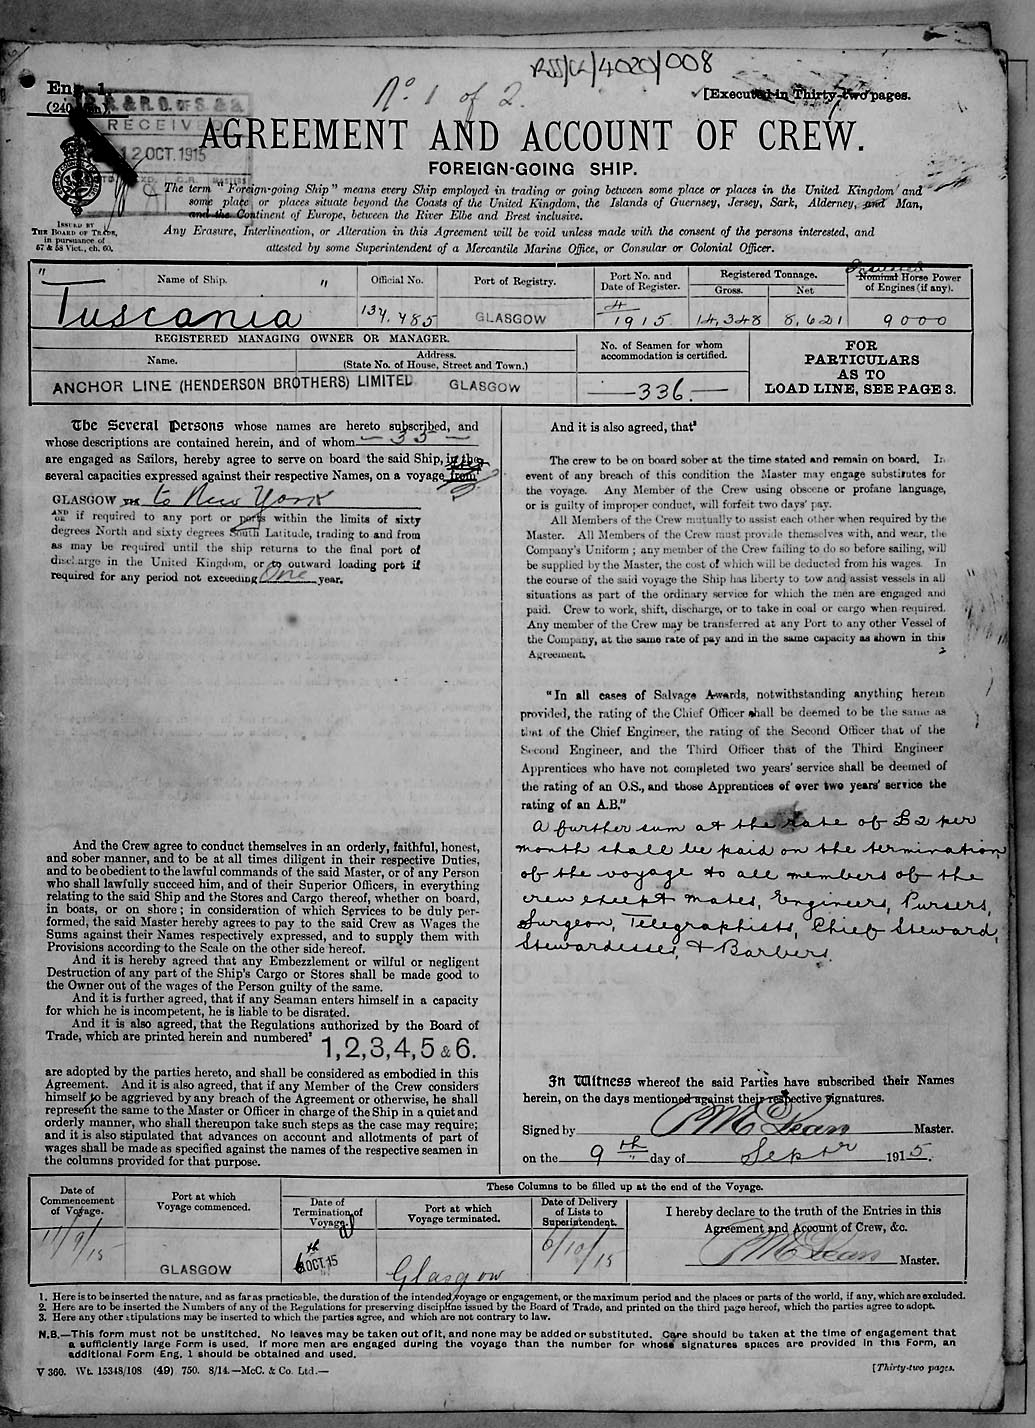 RSS/CL/4020/008
No 1 of 2.
Eng. 1.
[Executed in Thirty-two pages.
RECEIVED
12 OCT. 1915
AGREEMENT AND ACCOUNT OF CREW.
FOREIGN-GOING SHIP.
The term "Foreign-going Ship" means every Ship employed in trading or going between some place or places in the United Kingdom and
some place or places situate beyond the Coasts of the United Kingdom, the Islands of Guernsey, Jersey, Sark, Alderney, and Man,
and the Continent of Europe, between the River Elbe and Brest inclusive.
Any Erasure, Interlineation, or Alteration in this Agreement will be void unless made with the consent of the persons interested, and
attested by some Superintendent of a Mercantile Marine Office, or Consular or Colonial Officer.
ISSUED BY
THE BOARD OF TRADE,
in pursuance of
57 & 58 Vict., ch. 60.
Name of Ship.
Official No.
Port of Registry.
Port No. and
Date of Register.
Registered Tonnage.
Gross.
Net
Nominal Horse Power
of Engines (if any).
"Tuscania"
137,485
GLASGOW
4/1915
14,348
8,621
9000
REGISTERED MANAGING OWNER OR MANAGER.
Name.
Address.
(State No. of House, Street and Town.)
No. of Seamen for whom
accommodation is certified.
FOR
PARTICULARS
AS TO
LOAD LINE, SEE PAGE 3.
ANCHOR LINE (HENDERSON BROTHERS) LIMITED GLASGOW
—336.—
The Several Persons whose names are hereto subscribed, and
whose descriptions are contained herein, and of whom —35—
are engaged as Sailors, hereby agree to serve on board the said Ship, in the
several capacities expressed against their respective Names, on a voyage from
GLASGOW to New York
AND OR if required to any port or ports within the limits of sixty
degrees North and sixty degrees South Latitude, trading to and from
as may be required until the ship returns to the final port of
discharge in the United Kingdom, or to outward loading port if
required for any period not exceeding One year.
And the Crew agree to conduct themselves in an orderly, faithful, honest,
and sober manner, and to be at all times diligent in their respective Duties,
and to be obedient to the lawful commands of the said Master, or of any Person
who shall lawfully succeed him, and of their Superior Officers, in everything
relating to the said Ship and the Stores and Cargo thereof, whether on board,
in boats, or on shore; in consideration of which Services to be duly per-
formed, the said Master hereby agrees to pay to the said Crew as Wages the
Sums against their Names respectively expressed, and to supply them with
Provisions according to the Scale on the other side hereof.
And it is hereby agreed that any Embezzlement or wilful or negligent
Destruction of any part of the Ship's Cargo or Stores shall be made good to
the Owner out of the wages of the Person guilty of the same.
And it is further agreed, that if any Seaman enters himself in a capacity
for which he is incompetent, he is liable to be disrated.
And it is also agreed, that the Regulations authorized by the Board of
Trade, which are printed herein and numbered² 1,2,3,4,5 & 6.
are adopted by the parties hereto, and shall be considered as embodied in this
Agreement. And it is also agreed, that if any Member of the Crew considers
himself to be aggrieved by any breach of the Agreement or otherwise, he shall
represent the same to the Master or Officer in charge of the Ship in a quiet and
orderly manner, who shall thereupon take such steps as the case may require;
and it is also stipulated that advances on account and allotments of part of
wages shall be made as specified against the names of the respective seamen in
the columns provided for that purpose.
And it is also agreed, that³
The crew to be on board sober at the time stated and remain on board. In
event of any breach of this condition the Master may engage substitutes for
the voyage. Any Member of the Crew using obscene or profane language,
or is guilty of improper conduct, will forfeit two days' pay.
All Members of the Crew mutually to assist each other when required by the
Master. All Members of the Crew must provide themselves with, and wear, the
Company's Uniform; any member of the Crew failing to do so before sailing, will
be supplied by the Master, the cost of which will be deducted from his wages. In
the course of the said voyage the Ship has liberty to tow and assist vessels in all
situations as part of the ordinary service for which the men are engaged and
paid. Crew to work, shift, discharge, or to take in coal or cargo when required.
Any member of the Crew may be transferred at any Port to any other Vessel of
the Company, at the same rate of pay and in the same capacity as shown in this
Agreement.
"In all cases of Salvage Awards, notwithstanding anything herein
provided, the rating of the Chief Officer shall be deemed to be the same as
that of the Chief Engineer, the rating of the Second Officer that of the
Second Engineer, and the Third Officer that of the Third Engineer
Apprentices who have not completed two years' service shall be deemed of
the rating of an O.S., and those Apprentices of over two years' service the
rating of an A.B."
A further sum at the rate of £2 per
month shall be paid on the termination
of the voyage to all members of the
crew except Mates, Engineers, Pursers,
Surgeon, Telegraphists, Chief Steward,
Stewardesses, & Barbers.
In Witness whereof the said Parties have subscribed their Names
herein, on the days mentioned against their respective signatures.
Signed by P McLean Master.
on the 9th day of Septr 1915.
Date of
Commencement
of Voyage.
Port at which
Voyage commenced.
These Columns to be filled up at the end of the Voyage.
Date of
Termination of
Voyage.
Port at which
Voyage terminated.
Date of Delivery
of Lists to
Superintendent.
I hereby declare to the truth of the Entries in this
Agreement and Account of Crew, &c.
11/9/15
GLASGOW
6th OCT. 15
Glasgow
6/10/15
P McLean Master.
1. Here is to be inserted the nature, and as far as practicable, the duration of the intended voyage or engagement, or the maximum period and the places or parts of the world, if any, which are excluded.
2. Here are to be inserted the Numbers of any of the Regulations for preserving discipline issued by the Board of Trade, and printed on the third page hereof, which the parties agree to adopt.
3. Here any other stipulations may be inserted to which the parties agree, and which are not contrary to law.
N.B.—This form must not be unstitched. No leaves may be taken out of it, and none may be added or substituted. Care should be taken at the time of engagement that
a sufficiently large Form is used. If more men are engaged during the voyage than the number for whose signatures spaces are provided in this Form, an
additional Form Eng. 1 should be obtained and used.
V 360. Wt. 15348/108 (49) 750. 8/14.—McC. & Co. Ltd.—
[Thirty-two pages.